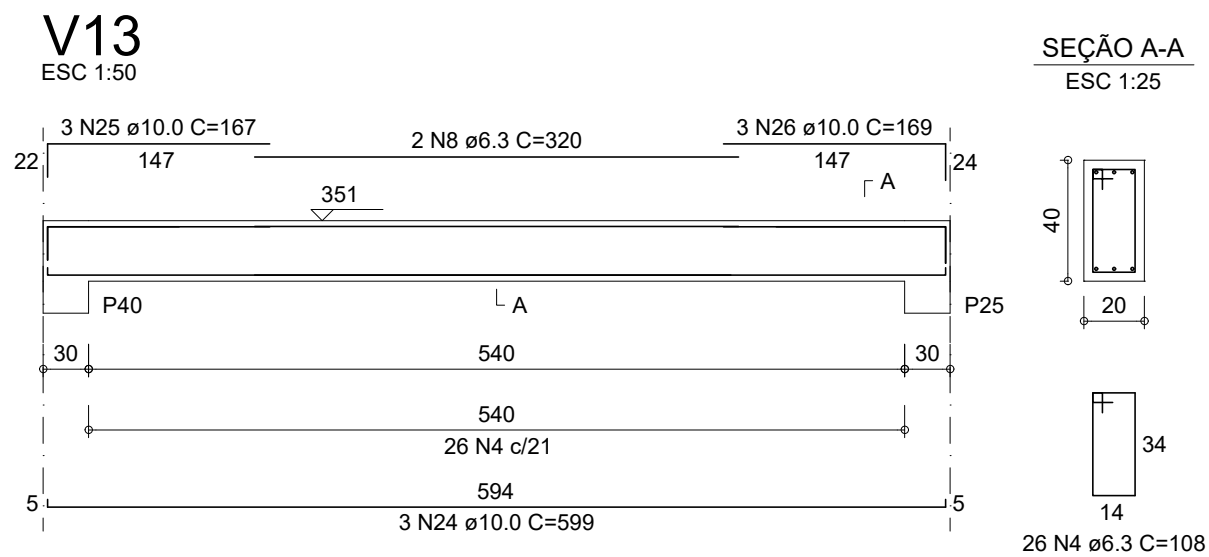 V13
ESC 1:50
SEÇÃO A-A
ESC 1:25
3 N25 ø10.0 C=167
2 N8 ø6.3 C=320
3 N26 ø10.0 C=169
22
147
147
24
A
351
40
P40
A
P25
20
30
540
30
540
26 N4 c/21
34
594
5
5
3 N24 ø10.0 C=599
14
26 N4 ø6.3 C=108